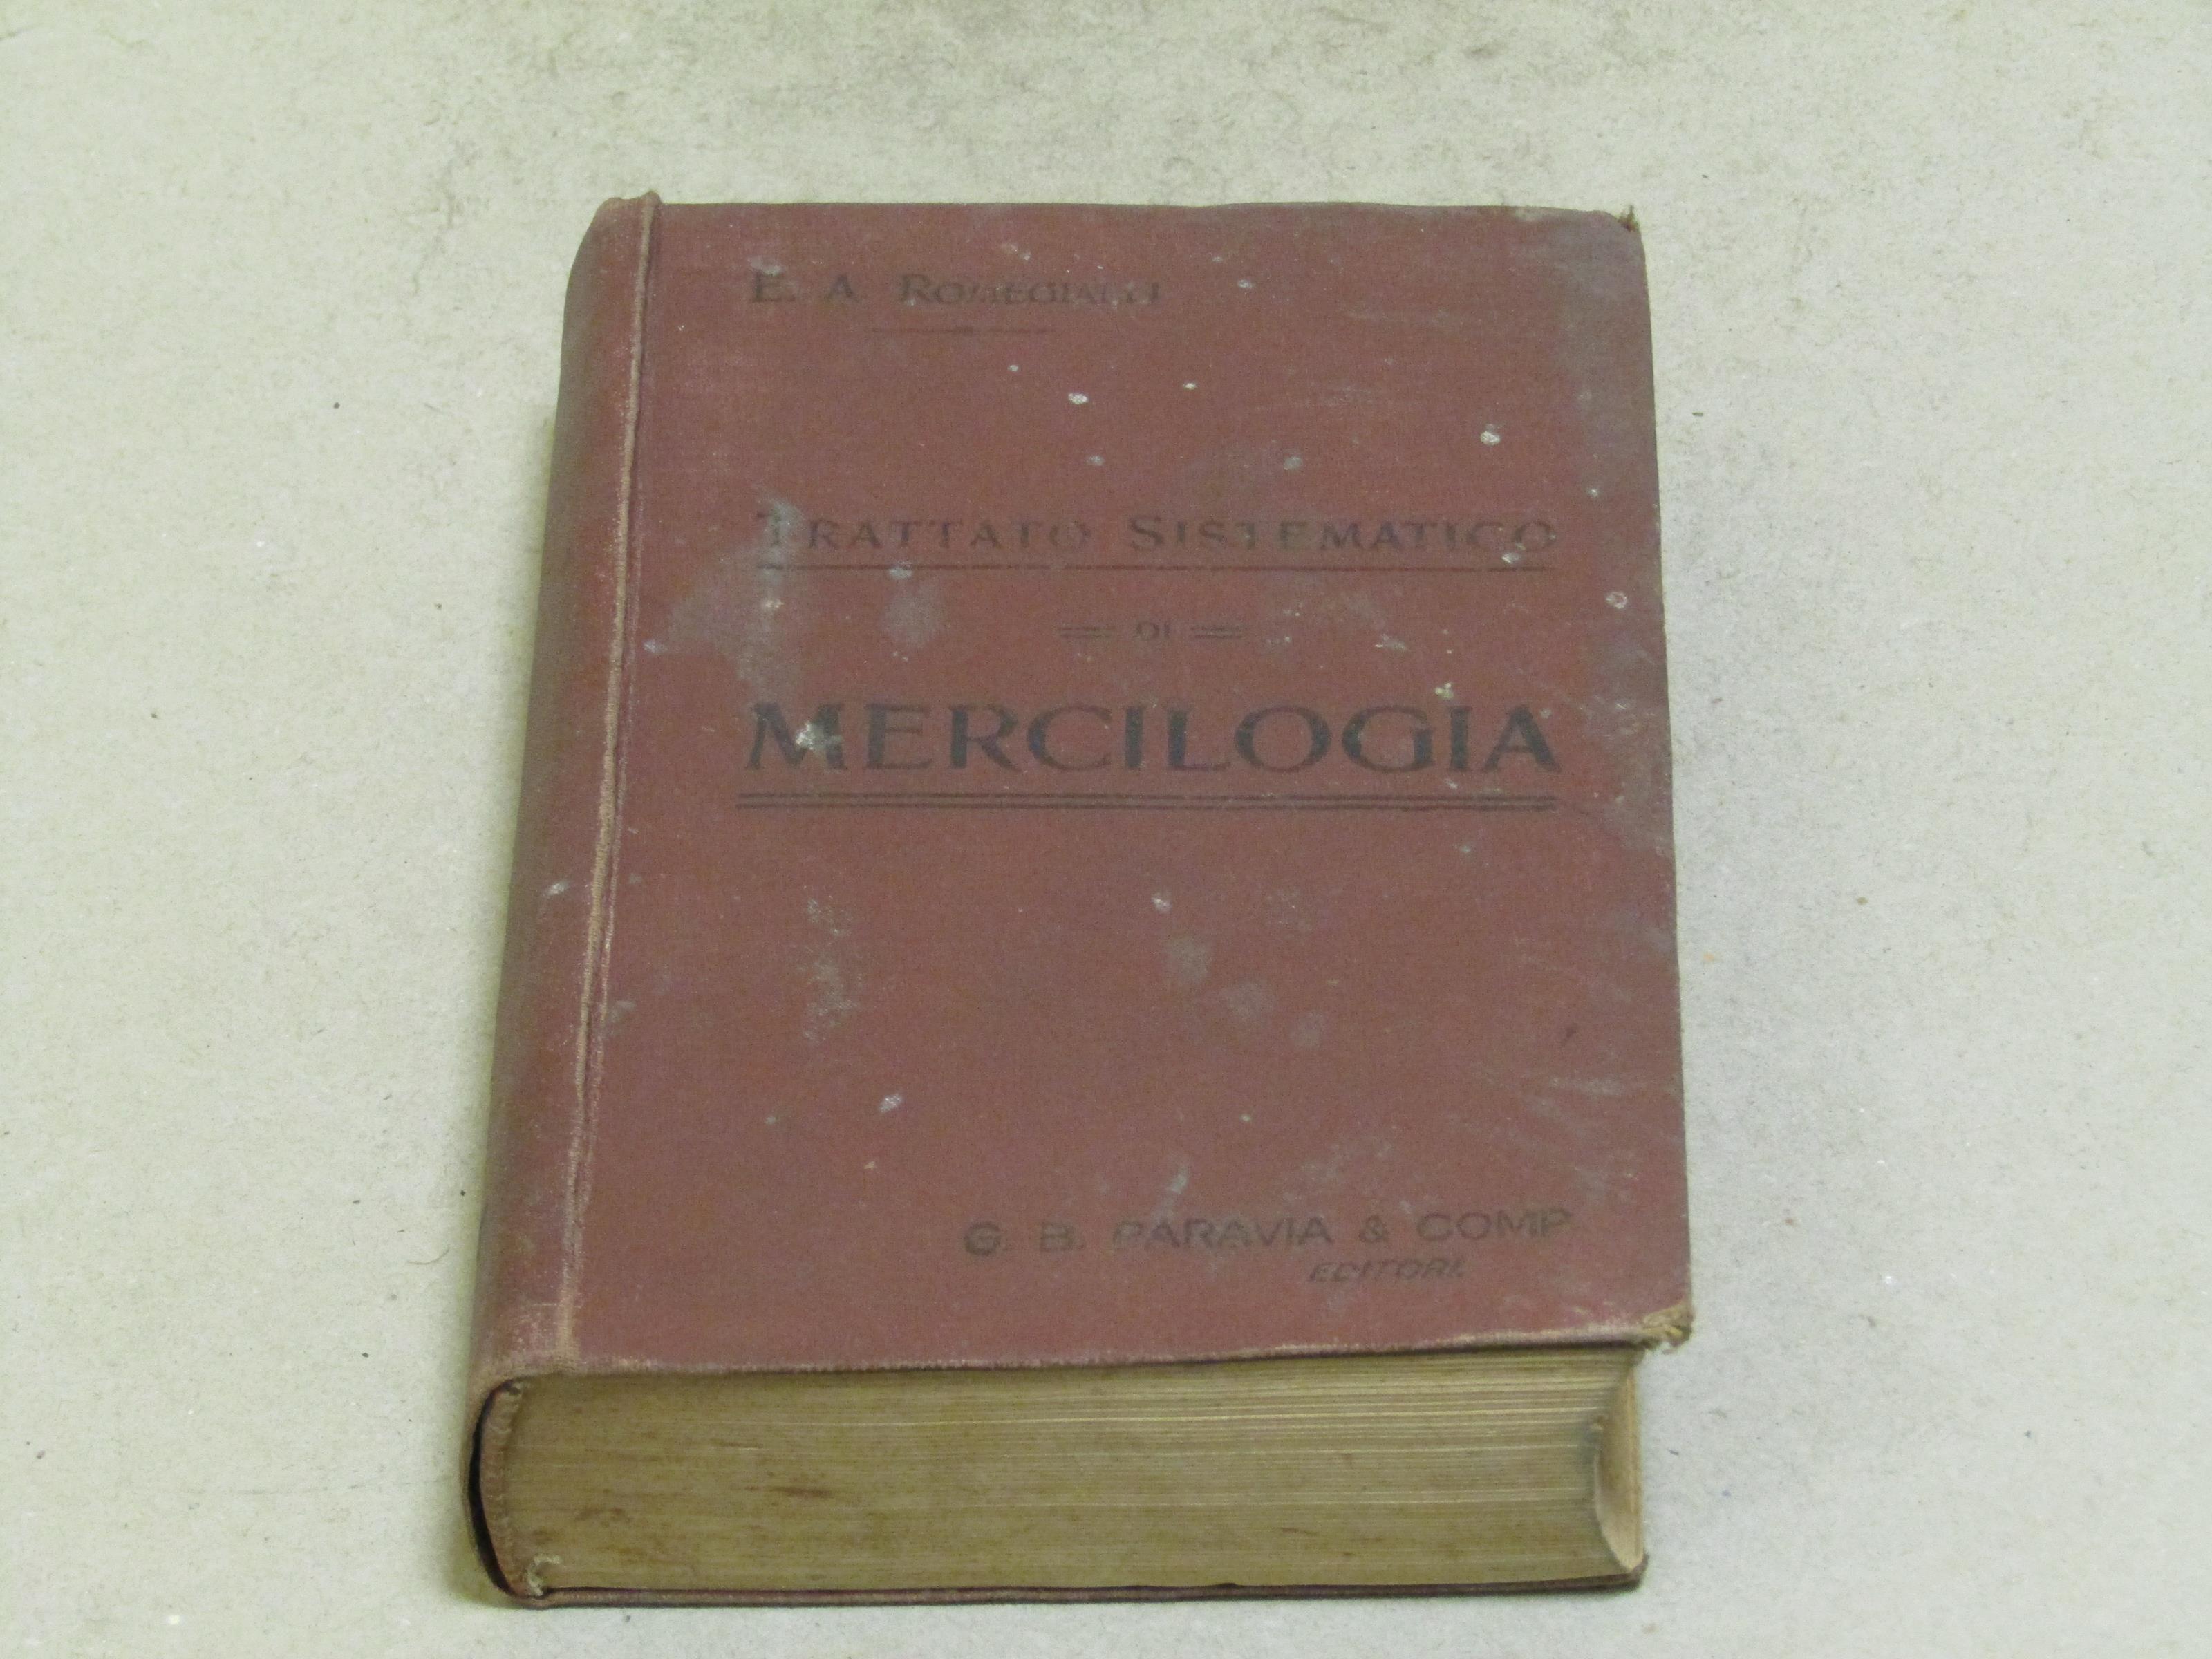 E. A. ROMEGIALLI
TRATTATO SISTEMATICO
DI
MERCILOGIA
G. B. PARAVIA & COMP.
EDITORI.